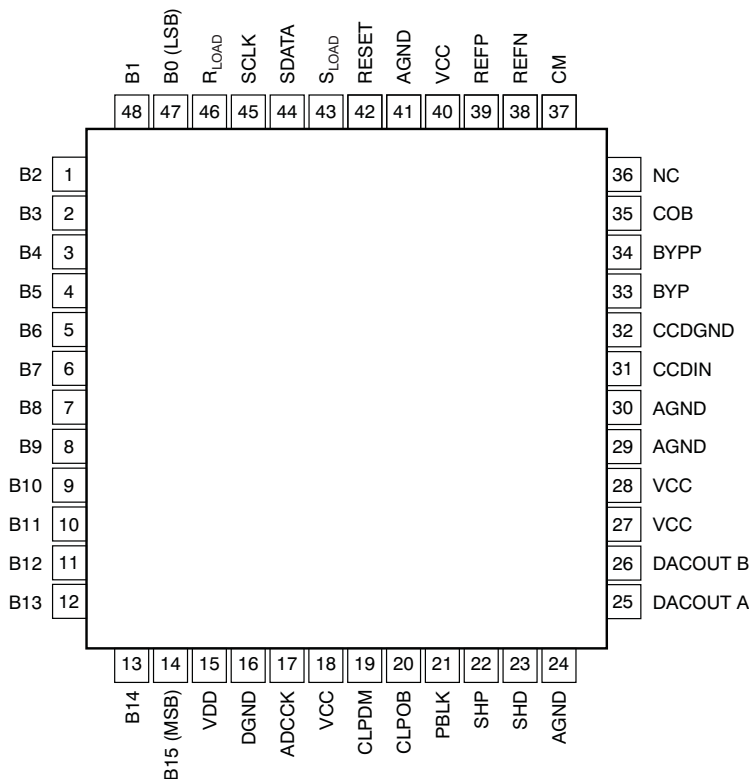 B1 B0 (LSB) R_LOAD SCLK SDATA S_LOAD RESET AGND VCC REFP REFN CM
48 47 46 45 44 43 42 41 40 39 38 37
B2 1 36 NC
B3 2 35 COB
B4 3 34 BYPP
B5 4 33 BYP
B6 5 32 CCDGND
B7 6 31 CCDIN
B8 7 30 AGND
B9 8 29 AGND
B10 9 28 VCC
B11 10 27 VCC
B12 11 26 DACOUT B
B13 12 25 DACOUT A
13 14 15 16 17 18 19 20 21 22 23 24
B14 B15 (MSB) VDD DGND ADCCK VCC CLPDM CLPOB PBLK SHP SHD AGND